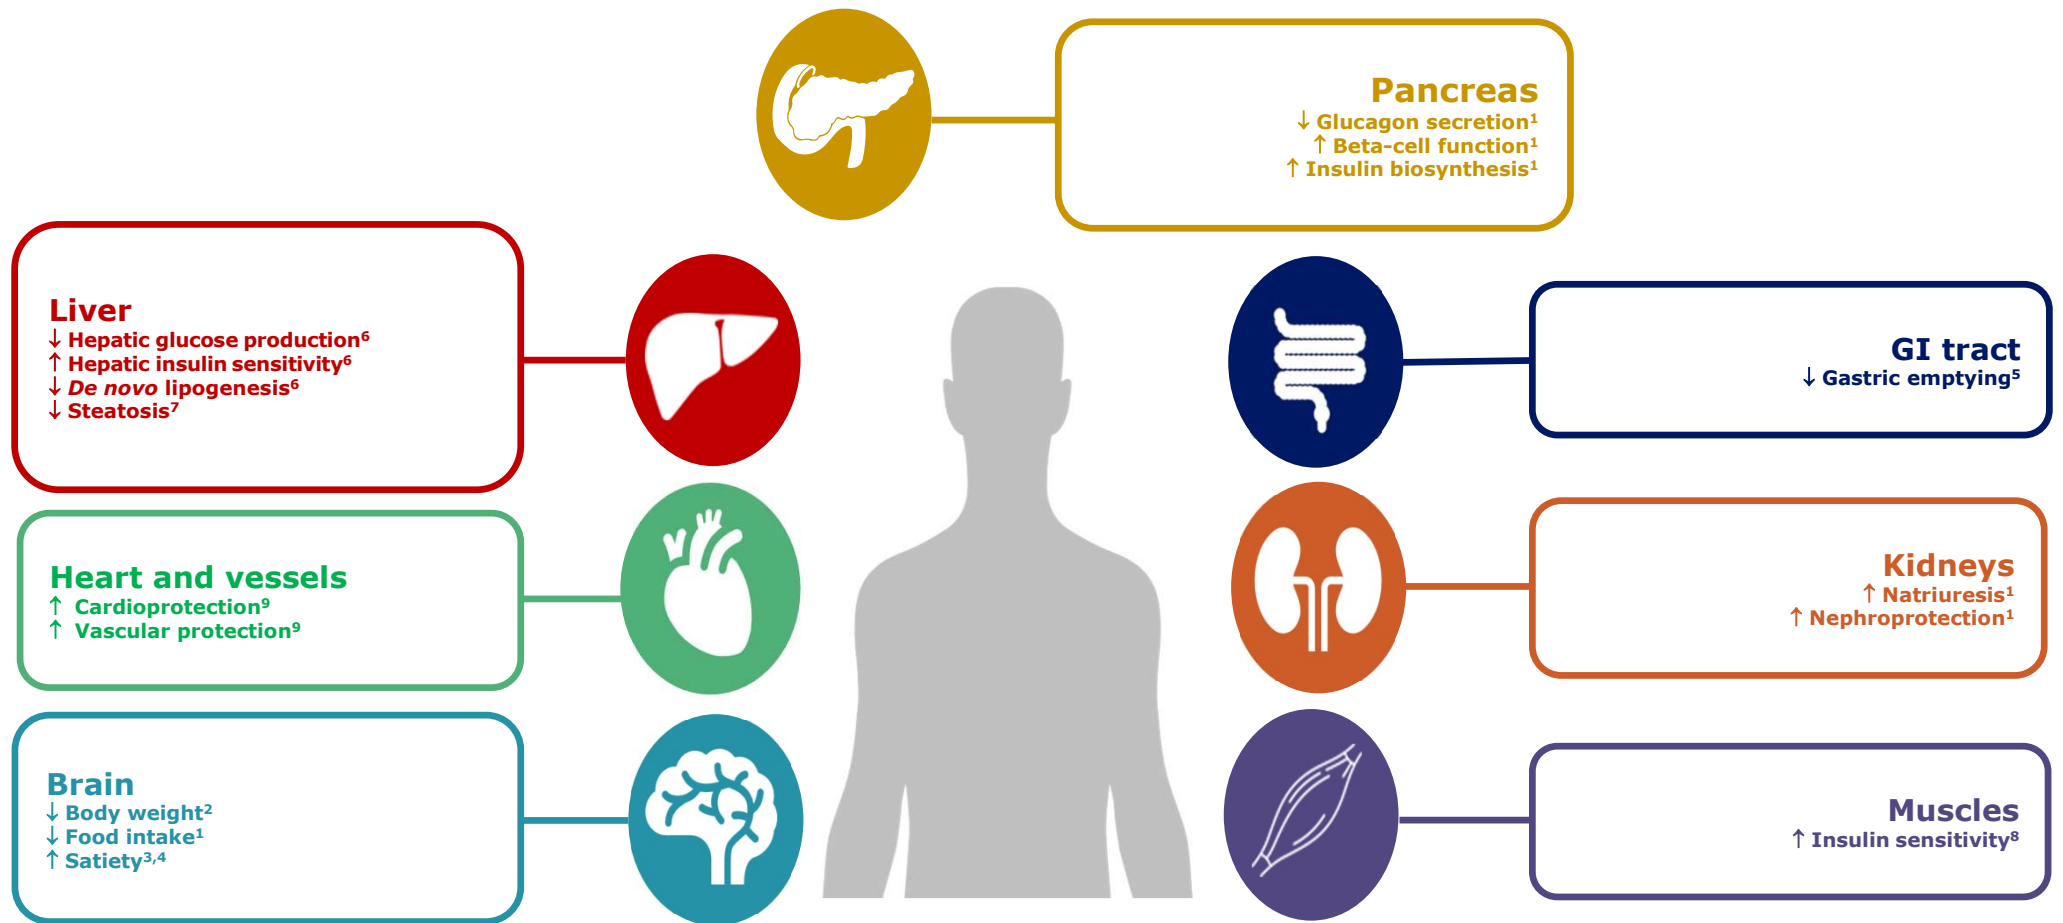 Pancreas
↓ Glucagon secretion¹
↑ Beta-cell function¹
↑ Insulin biosynthesis¹
Liver
↓ Hepatic glucose production⁶
↑ Hepatic insulin sensitivity⁶
↓ De novo lipogenesis⁶
↓ Steatosis⁷
GI tract
↓ Gastric emptying⁵
Heart and vessels
↑ Cardioprotection⁹
↑ Vascular protection⁹
Kidneys
↑ Natriuresis¹
↑ Nephroprotection¹
Brain
↓ Body weight²
↓ Food intake¹
↑ Satiety³,⁴
Muscles
↑ Insulin sensitivity⁸